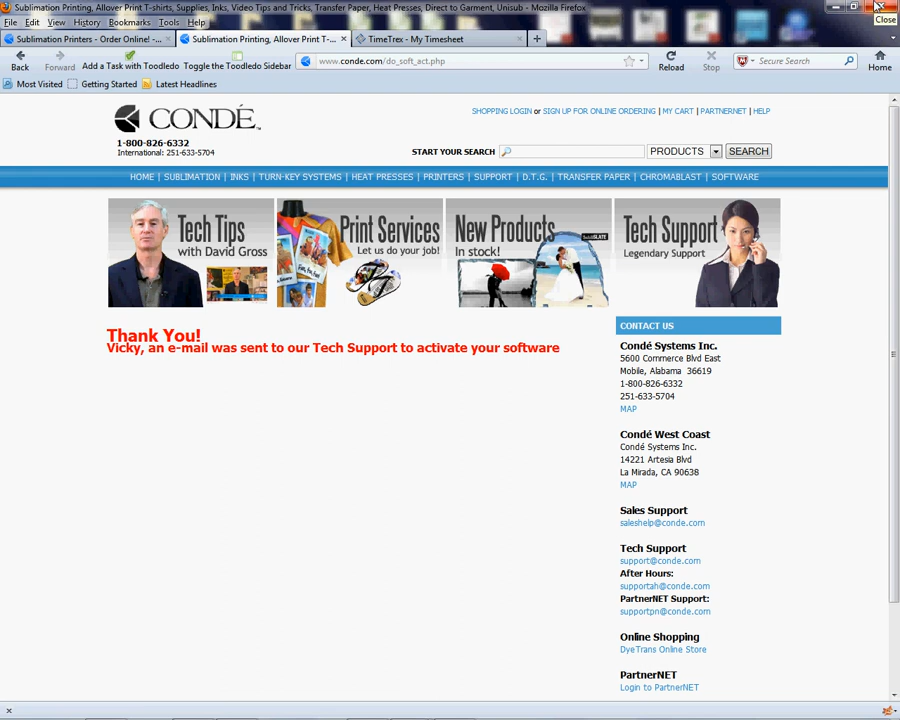 Sublimation Printing, Allover Print T-shirts, Supplies, Inks, Video Tips and Tricks, Transfer Paper, Heat Presses, Direct to Garment, Unisub - Mozilla Firefox
Close
File Edit View History Bookmarks Tools Help
Sublimation Printers - Order Online -...
Sublimation Printing, Allover Print T-...
TimeTrex - My Timesheet
Back Forward Add a Task with Toodledo Toggle the Toodledo Sidebar www.conde.com/do_soft_act.php Reload Stop Secure Search Home
Most Visited Getting Started Latest Headlines
CONDÉ™
SHOPPING LOGIN or SIGN UP FOR ONLINE ORDERING | MY CART | PARTNERNET | HELP
1-800-826-6332
International: 251-633-5704
START YOUR SEARCH PRODUCTS SEARCH
HOME | SUBLIMATION | INKS | TURN-KEY SYSTEMS | HEAT PRESSES | PRINTERS | SUPPORT | D.T.G. | TRANSFER PAPER | CHROMABLAST | SOFTWARE
Tech Tips
with David Gross
Print Services
Let us do your job!
New Products
In stock!
Tech Support
Legendary Support
Thank You!
Vicky, an e-mail was sent to our Tech Support to activate your software
CONTACT US
Condé Systems Inc.
5600 Commerce Blvd East
Mobile, Alabama 36619
1-800-826-6332
251-633-5704
MAP
Condé West Coast
Condé Systems Inc.
14221 Artesia Blvd
La Mirada, CA 90638
MAP
Sales Support
saleshelp@conde.com
Tech Support
support@conde.com
After Hours:
supportah@conde.com
PartnerNET Support:
supportpn@conde.com
Online Shopping
DyeTrans Online Store
PartnerNET
Login to PartnerNET